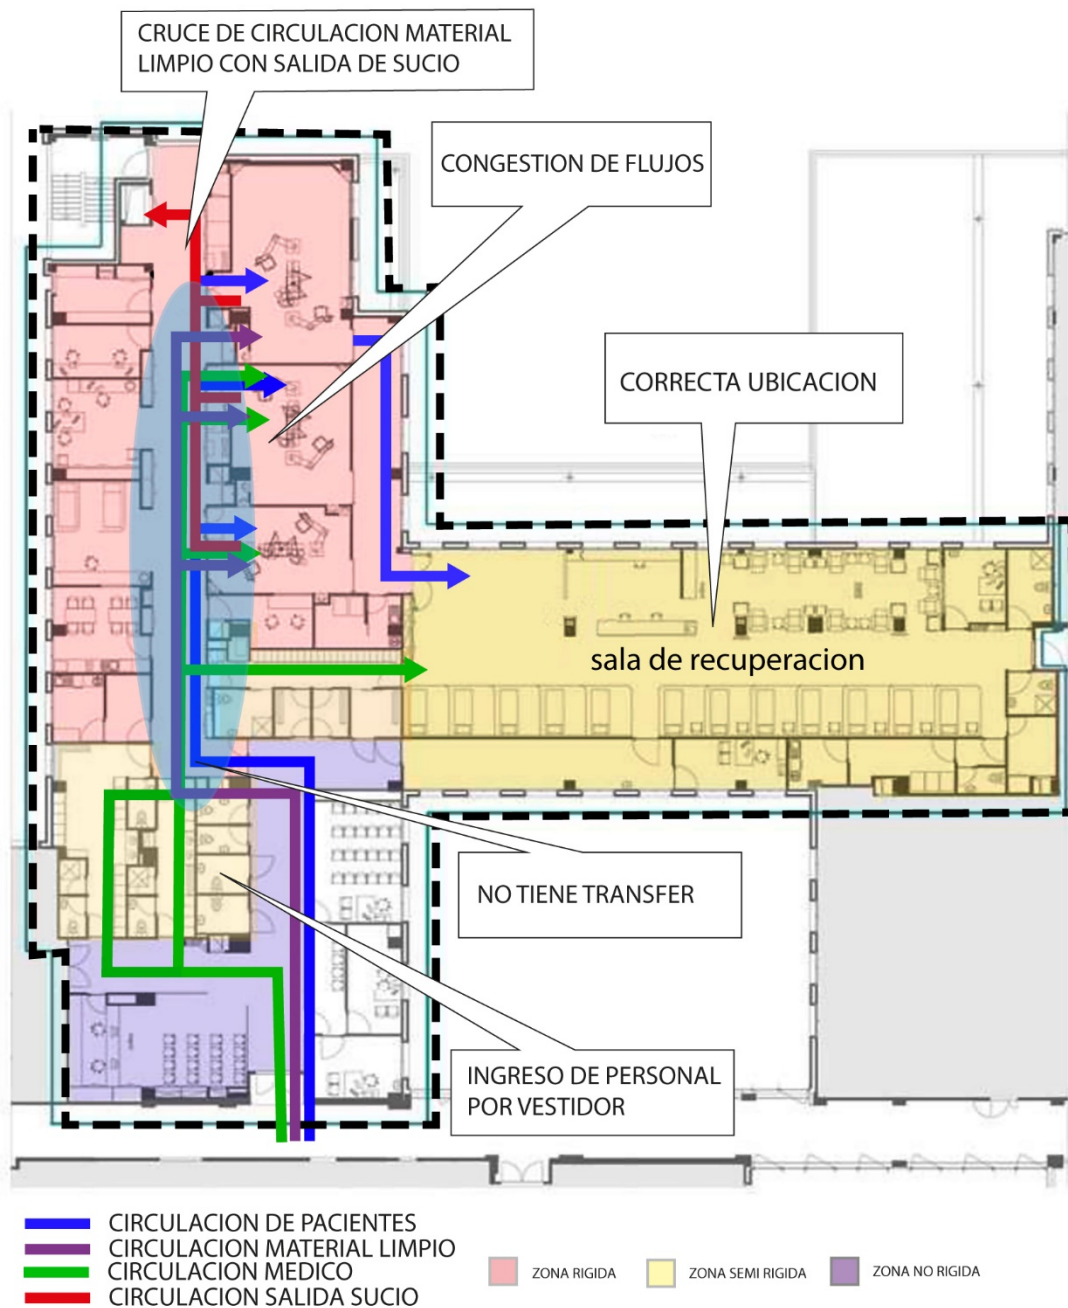 CRUCE DE CIRCULACION MATERIAL
LIMPIO CON SALIDA DE SUCIO
CONGESTION DE FLUJOS
CORRECTA UBICACION
sala de recuperacion
NO TIENE TRANSFER
INGRESO DE PERSONAL
POR VESTIDOR
CIRCULACION DE PACIENTES
CIRCULACION MATERIAL LIMPIO
CIRCULACION MEDICO
CIRCULACION SALIDA SUCIO
ZONA RIGIDA
ZONA SEMI RIGIDA
ZONA NO RIGIDA